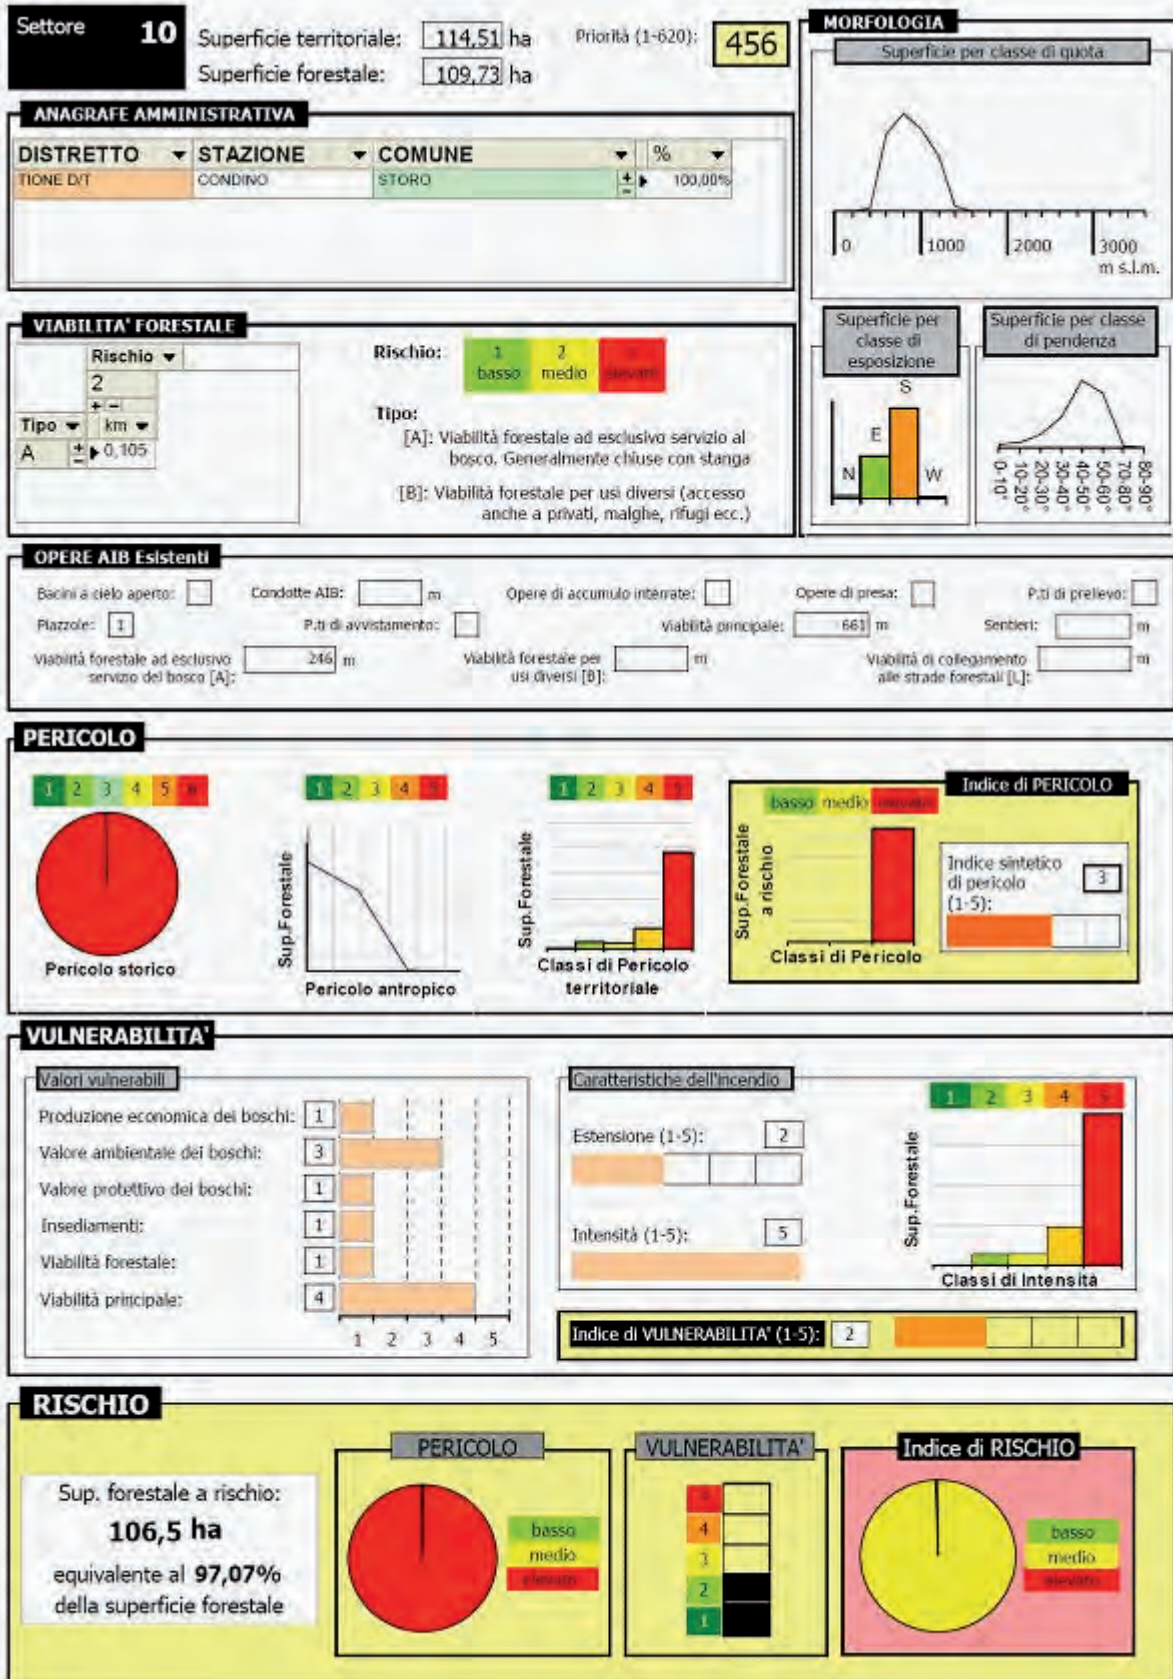 Settore 10
Superficie territoriale: 114,51 ha
Superficie forestale: 109,73 ha
Priorità (1-620): 456
ANAGRAFE AMMINISTRATIVA
DISTRETTO STAZIONE COMUNE %
TIONE D/T CONDINO STORO + - 100,00%
MORFOLOGIA
Superficie per classe di quota
0 1000 2000 3000
m s.l.m.
Superficie per
classe di
esposizione
N E S W
Superficie per classe
di pendenza
0-10° 10-20° 20-30° 30-40° 40-50° 50-60° 70-80° 80-90°
VIABILITA' FORESTALE
Rischio
2
+ -
Tipo km
A + - 0,105
Rischio:
1 2
basso medio elevato
Tipo:
[A]: Viabilità forestale ad esclusivo servizio al
bosco. Generalmente chiuse con stanga
[B]: Viabilità forestale per usi diversi (accesso
anche a privati, malghe, rifugi ecc.)
OPERE AIB Esistenti
Bacini a cielo aperto: Condotte AIB: m Opere di accumulo interrate: Opere di presa: P.ti di prelievo:
Piazzole: 1 P.ti di avvistamento: Viabilità principale: 661 m Sentieri: m
Viabilità forestale ad esclusivo
servizio del bosco [A]: 246 m
Viabilità forestale per
usi diversi [B]: m
Viabilità di collegamento
alle strade forestali [L]: m
PERICOLO
1 2 3 4 5 6
Pericolo storico
1 2 3 4 5
Sup.Forestale
Pericolo antropico
1 2 3 4 5
Sup.Forestale
Classi di Pericolo
territoriale
Indice di PERICOLO
basso medio elevato
Sup.Forestale
a rischio
Classi di Pericolo
Indice sintetico
di pericolo
(1-5): 3
VULNERABILITA'
Valori vulnerabili
Produzione economica dei boschi: 1
Valore ambientale dei boschi: 3
Valore protettivo dei boschi: 1
Insediamenti: 1
Viabilità forestale: 1
Viabilità principale: 4
1 2 3 4 5
Caratteristiche dell'incendio
Estensione (1-5): 2
Intensità (1-5): 5
1 2 3 4 5
Sup.Forestale
Classi di Intensità
Indice di VULNERABILITA' (1-5): 2
RISCHIO
Sup. forestale a rischio:
106,5 ha
equivalente al 97,07%
della superficie forestale
PERICOLO
basso
medio
elevato
VULNERABILITA'
5
4
3
2
1
Indice di RISCHIO
basso
medio
elevato